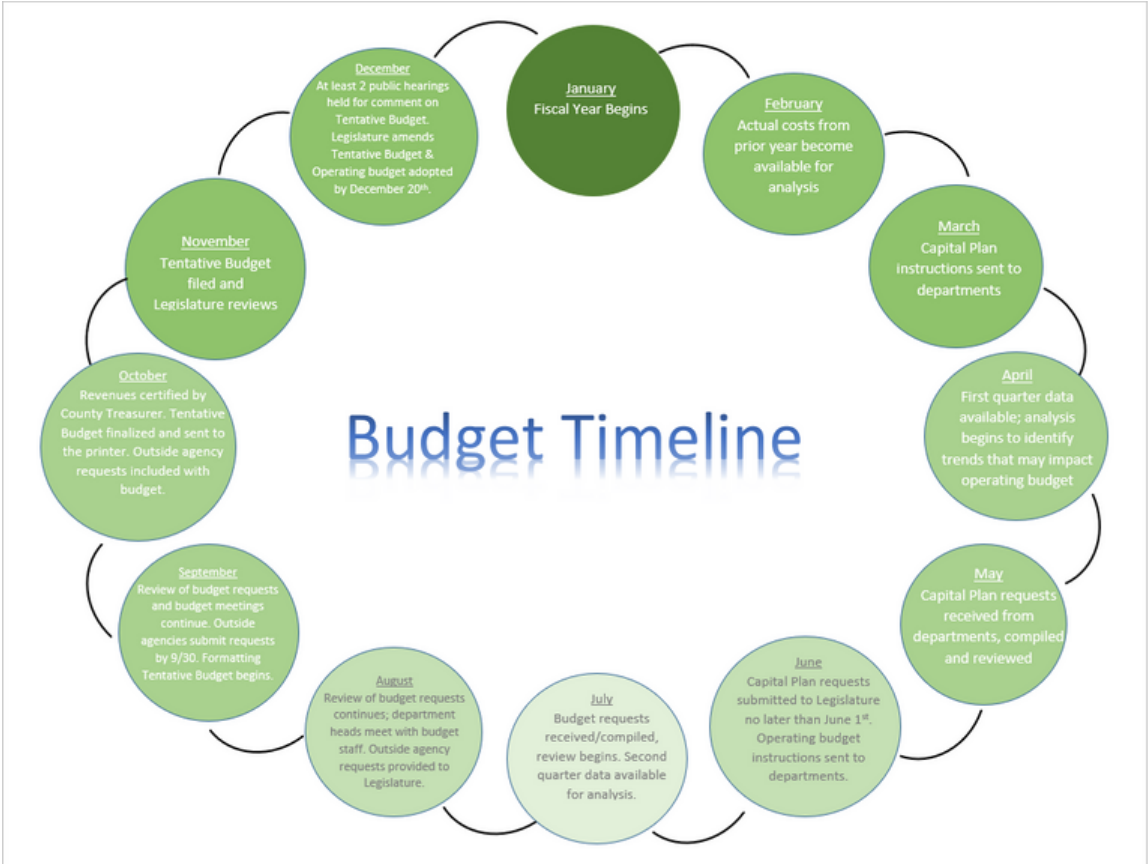 January
Fiscal Year Begins
February
Actual costs from
prior year become
available for
analysis
March
Capital Plan
instructions sent to
departments
April
First quarter data
available; analysis
begins to identify
trends that may impact
operating budget
May
Capital Plan requests
received from
departments, compiled
and reviewed
June
Capital Plan requests
submitted to Legislature
no later than June 1st.
Operating budget
instructions sent to
departments.
July
Budget requests
received/compiled,
review begins. Second
quarter data available
for analysis.
August
Review of budget requests
continues; department
heads meet with budget
staff. Outside agency
requests provided to
Legislature.
September
Review of budget requests
and budget meetings
continue. Outside
agencies submit requests
by 9/30. Formatting
Tentative Budget begins.
October
Revenues certified by
County Treasurer. Tentative
Budget finalized and sent to
the printer. Outside agency
requests included with
budget.
November
Tentative Budget
filed and
Legislature reviews
December
At least 2 public hearings
held for comment on
Tentative Budget.
Legislature amends
Tentative Budget &
Operating budget adopted
by December 20th.
Budget Timeline